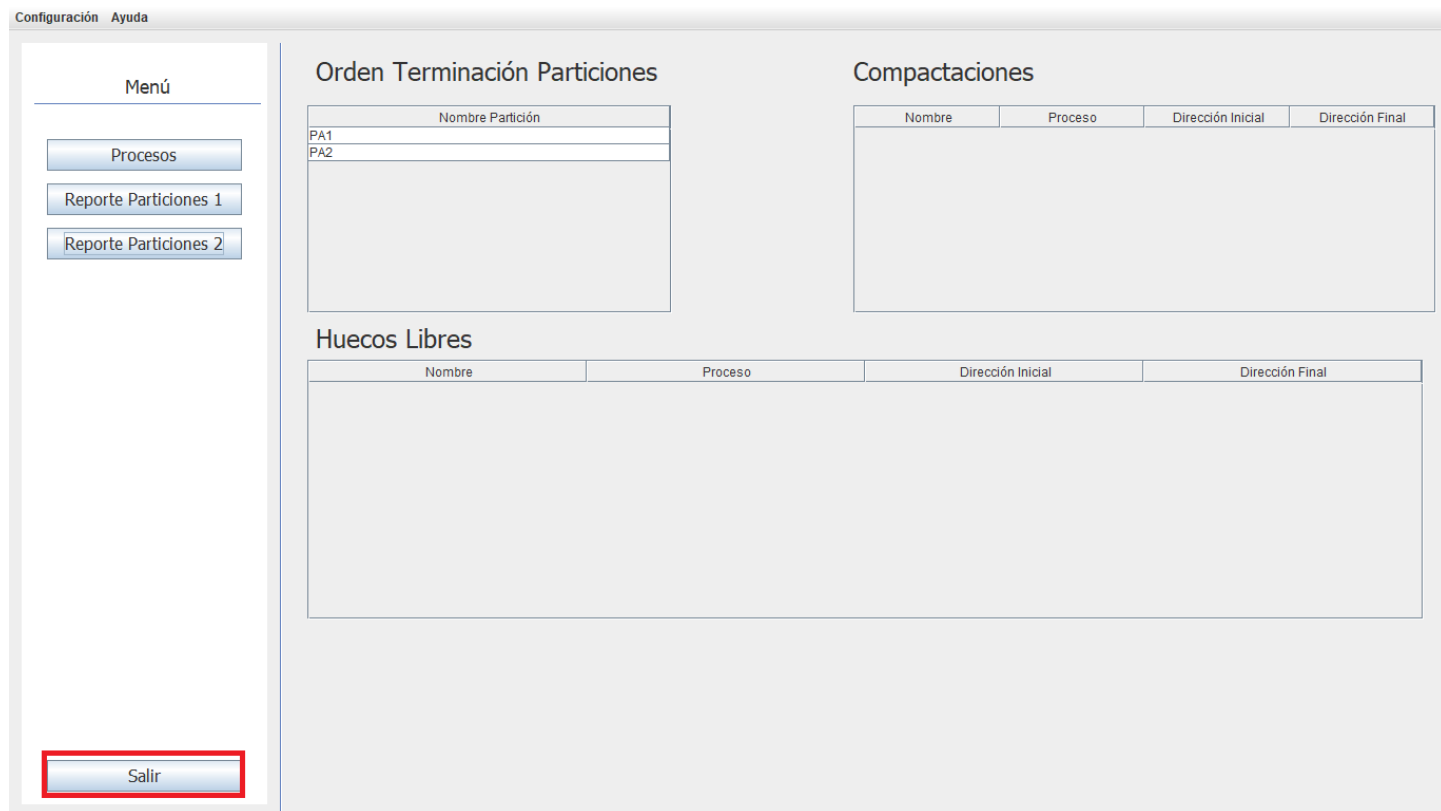 Configuración Ayuda
Menú
Procesos
Reporte Particiones 1
Reporte Particiones 2
Salir
Orden Terminación Particiones
Nombre Partición
PA1
PA2
Compactaciones
Nombre Proceso Dirección Inicial Dirección Final
Huecos Libres
Nombre Proceso Dirección Inicial Dirección Final